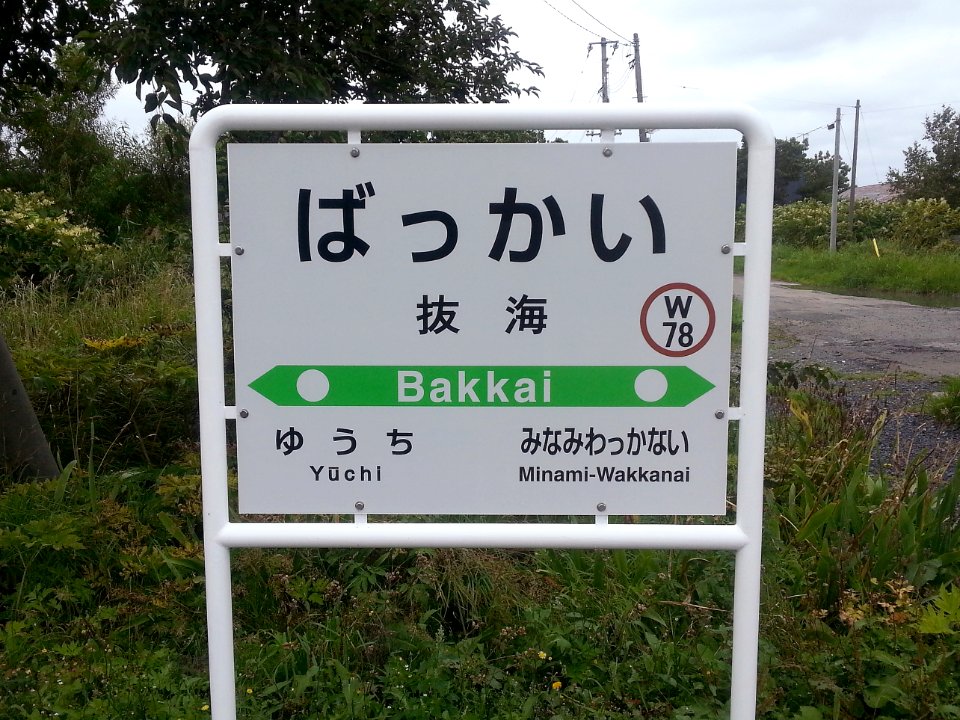 ばっかい
抜海
W
78
Bakkai
ゆうち
Yūchi
みなみわっかない
Minami-Wakkanai